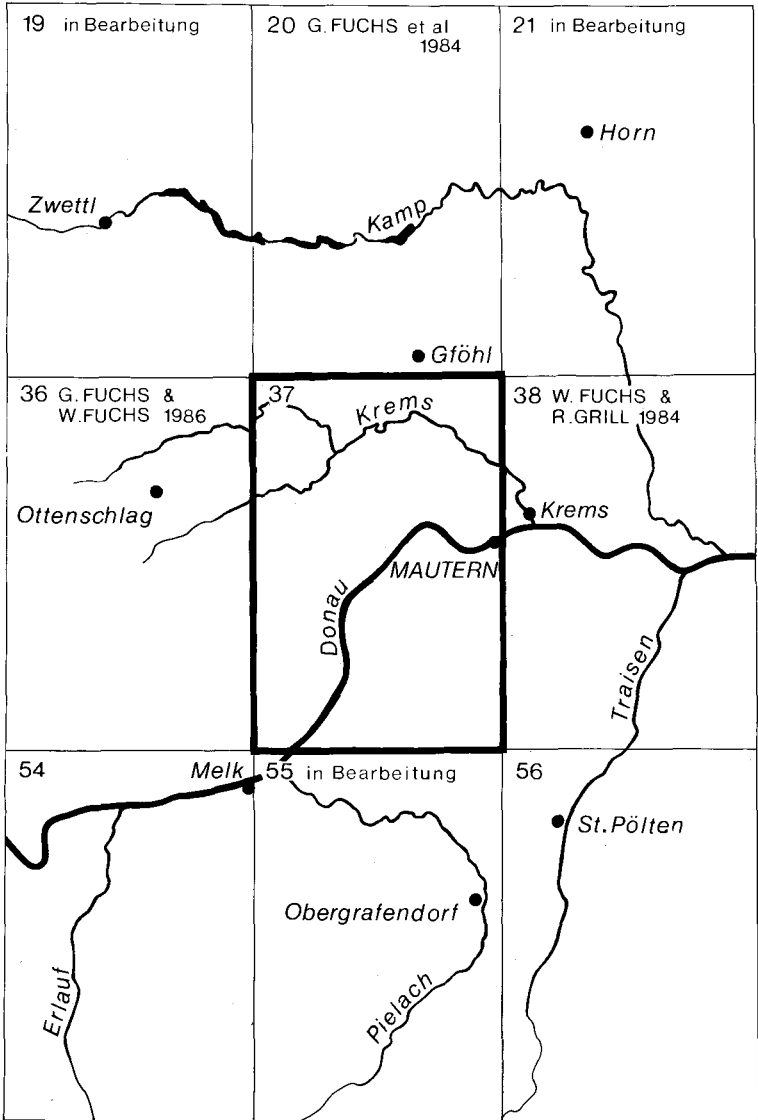 19 in Bearbeitung
20 G. FUCHS et al
1984
21 in Bearbeitung
Horn
Zwettl
Kamp
Gföhl
36 G. FUCHS &
W. FUCHS 1986
37
Krems
38 W. FUCHS &
R. GRILL 1984
Ottenschlag
Krems
MAUTERN
Donau
Traisen
54
Melk
55 in Bearbeitung
56
St. Pölten
Obergrafendorf
Erlauf
Pielach